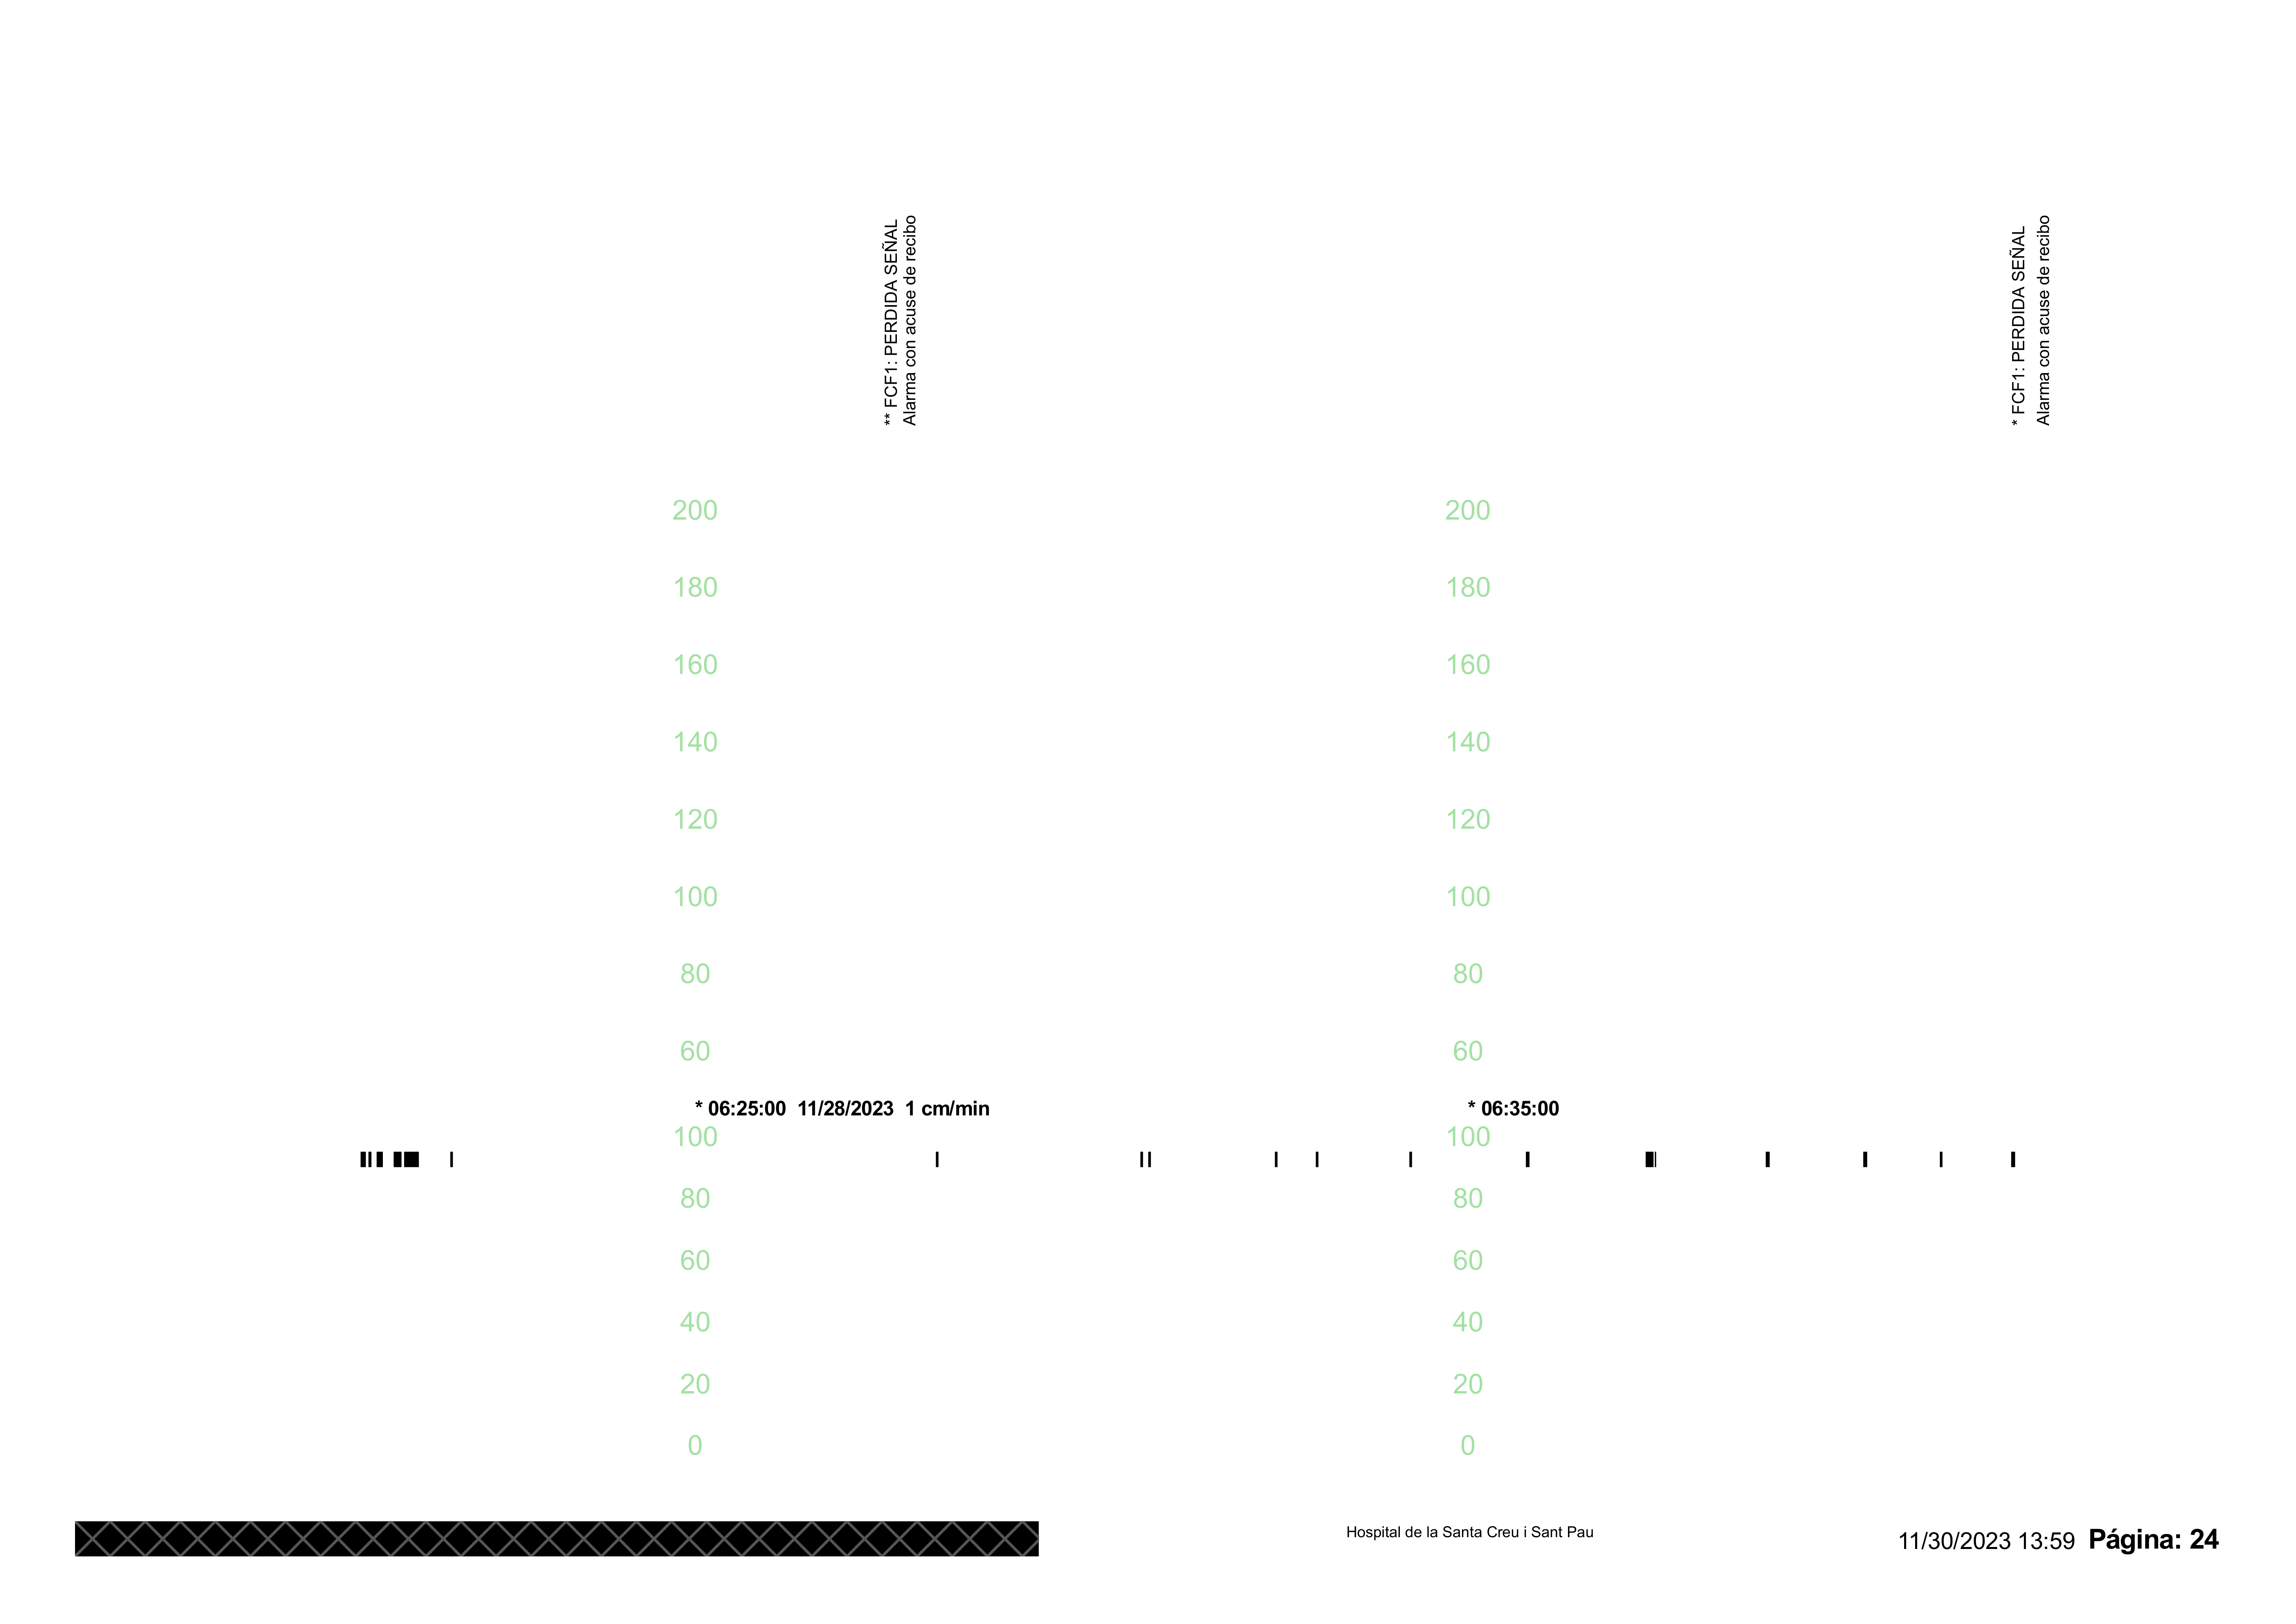 ** FCF1: PERDIDA SEÑAL
Alarma con acuse de recibo
* FCF1: PERDIDA SEÑAL
Alarma con acuse de recibo
200 200
180 180
160 160
140 140
120 120
100 100
80 80
60 60
* 06:25:00 11/28/2023 1 cm/min * 06:35:00
100 100
80 80
60 60
40 40
20 20
0 0
Hospital de la Santa Creu i Sant Pau
11/30/2023 13:59 Página: 24